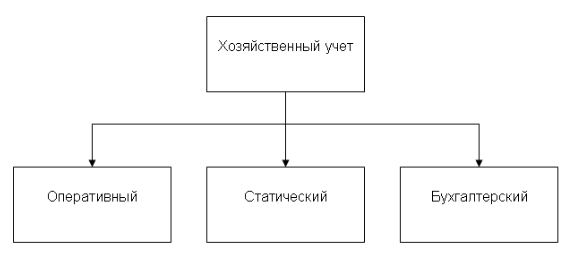 Хозяйственный учет
Оперативный
Статический
Бухгалтерский